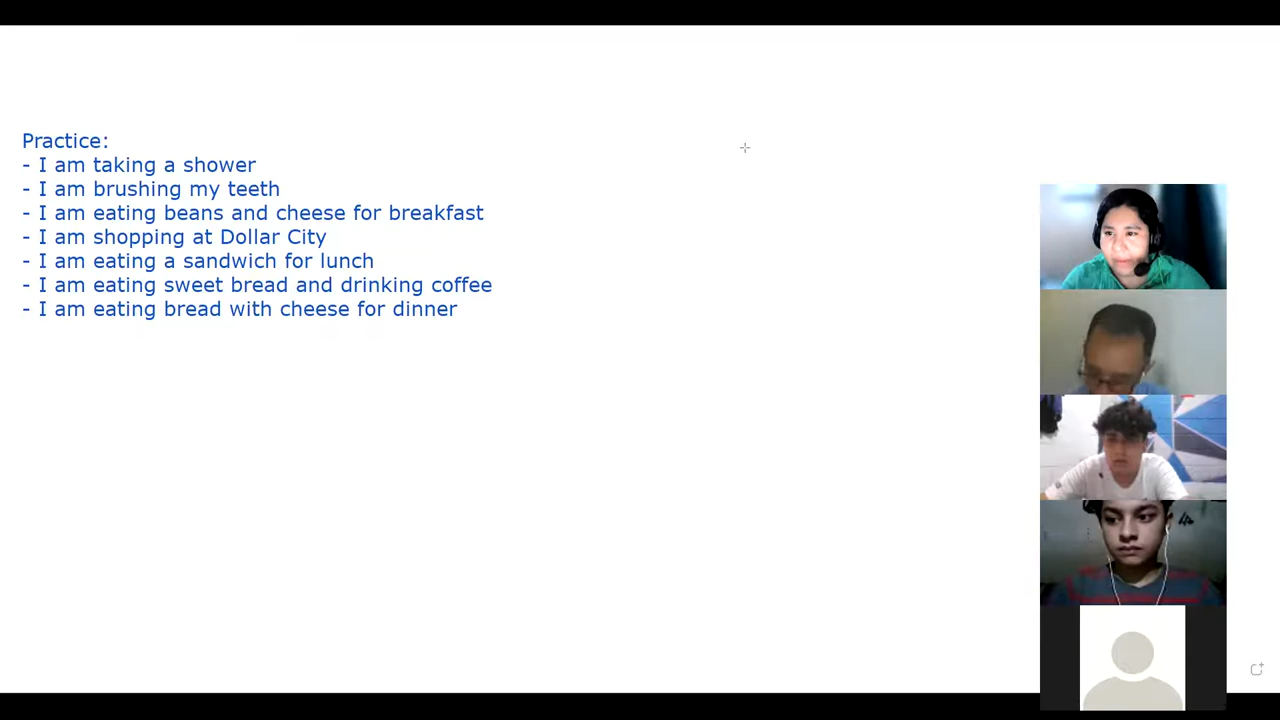 Practice:
- I am taking a shower
- I am brushing my teeth
- I am eating beans and cheese for breakfast
- I am shopping at Dollar City
- I am eating a sandwich for lunch
- I am eating sweet bread and drinking coffee
- I am eating bread with cheese for dinner